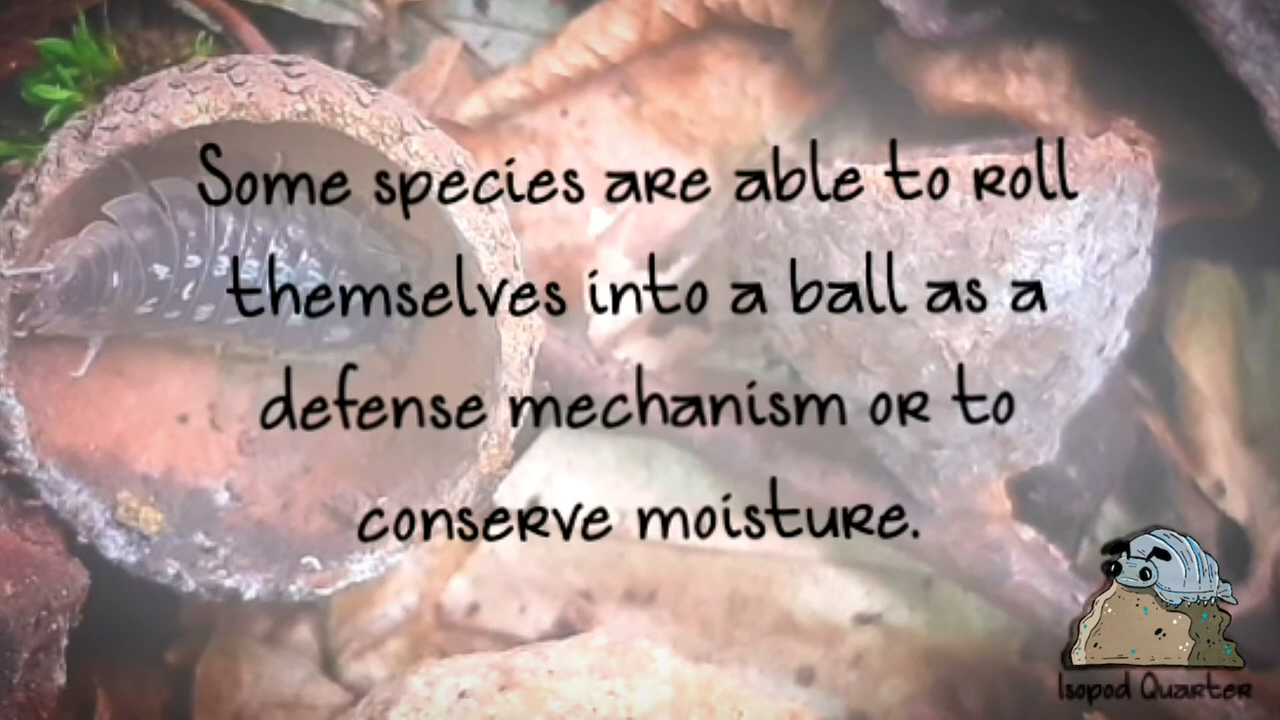 Some species are able to roll
themselves into a ball as a
defense mechanism or to
conserve moisture.
Isopod Quarter